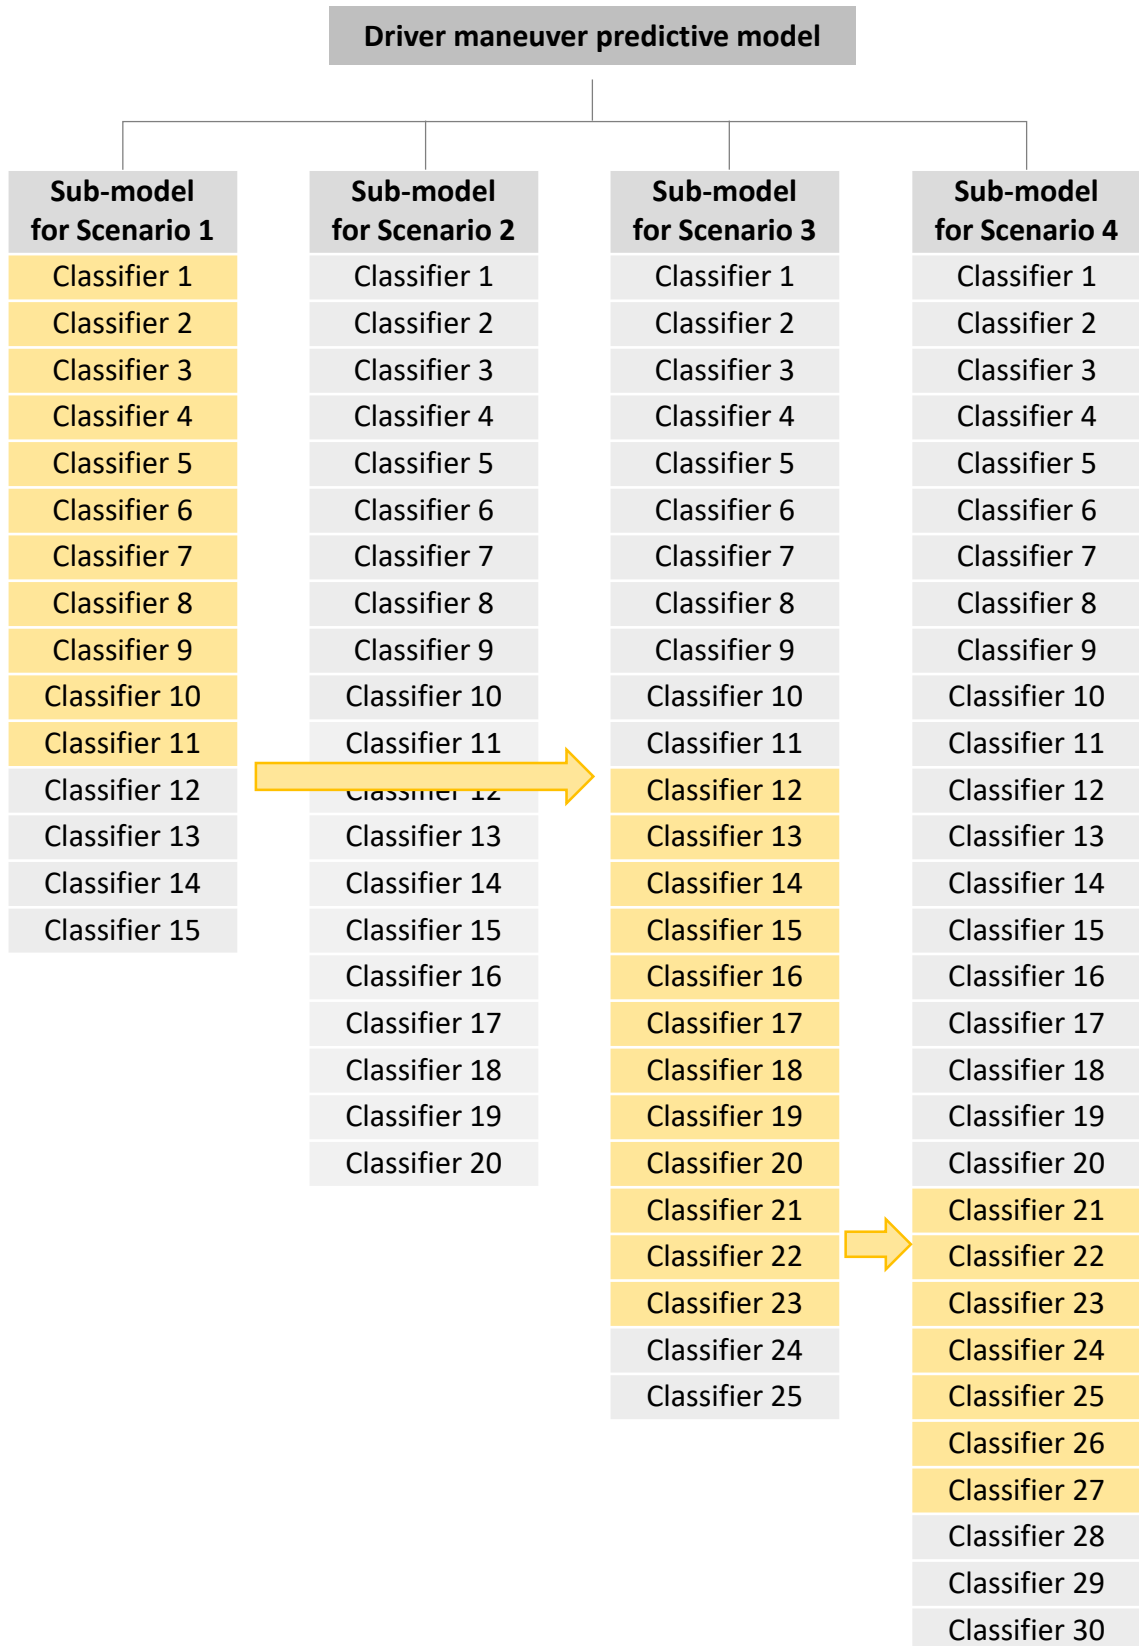 Driver maneuver predictive model
Sub-model
for Scenario 1
Classifier 1
Classifier 2
Classifier 3
Classifier 4
Classifier 5
Classifier 6
Classifier 7
Classifier 8
Classifier 9
Classifier 10
Classifier 11
Classifier 12
Classifier 13
Classifier 14
Classifier 15
Sub-model
for Scenario 2
Classifier 1
Classifier 2
Classifier 3
Classifier 4
Classifier 5
Classifier 6
Classifier 7
Classifier 8
Classifier 9
Classifier 10
Classifier 11
Classifier 12
Classifier 13
Classifier 14
Classifier 15
Classifier 16
Classifier 17
Classifier 18
Classifier 19
Classifier 20
Sub-model
for Scenario 3
Classifier 1
Classifier 2
Classifier 3
Classifier 4
Classifier 5
Classifier 6
Classifier 7
Classifier 8
Classifier 9
Classifier 10
Classifier 11
Classifier 12
Classifier 13
Classifier 14
Classifier 15
Classifier 16
Classifier 17
Classifier 18
Classifier 19
Classifier 20
Classifier 21
Classifier 22
Classifier 23
Classifier 24
Classifier 25
Sub-model
for Scenario 4
Classifier 1
Classifier 2
Classifier 3
Classifier 4
Classifier 5
Classifier 6
Classifier 7
Classifier 8
Classifier 9
Classifier 10
Classifier 11
Classifier 12
Classifier 13
Classifier 14
Classifier 15
Classifier 16
Classifier 17
Classifier 18
Classifier 19
Classifier 20
Classifier 21
Classifier 22
Classifier 23
Classifier 24
Classifier 25
Classifier 26
Classifier 27
Classifier 28
Classifier 29
Classifier 30